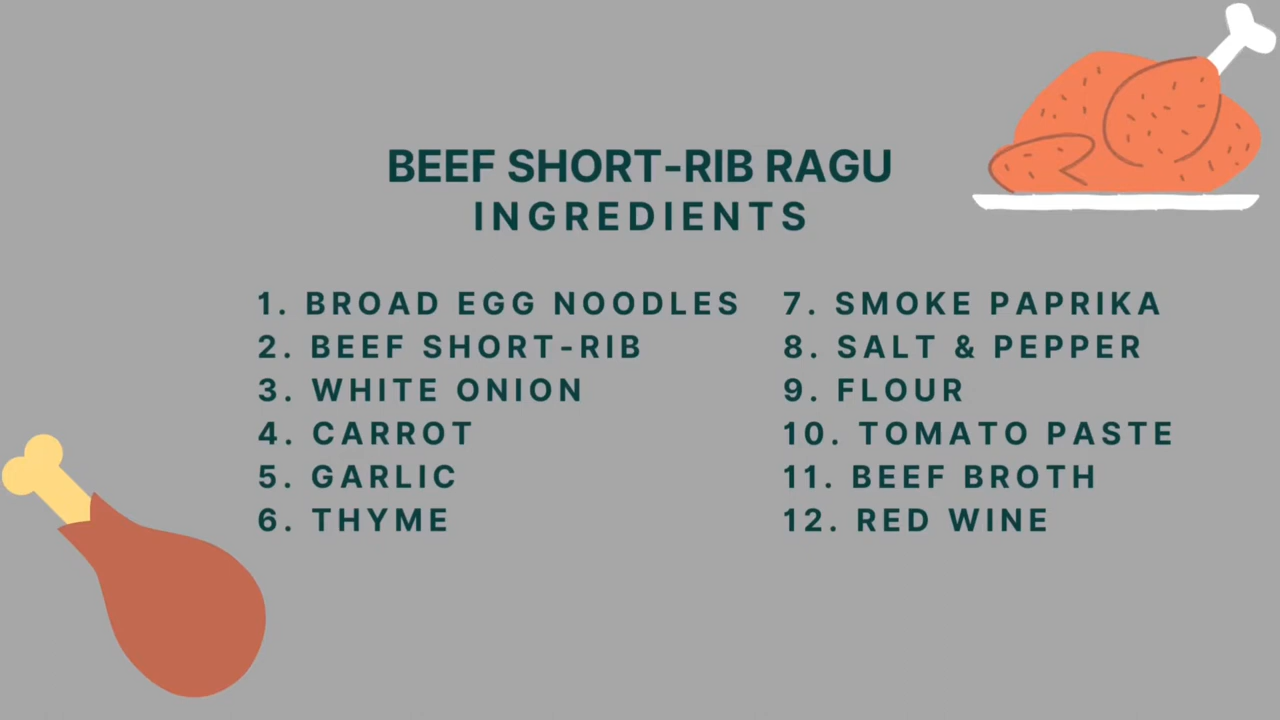 BEEF SHORT-RIB RAGU
INGREDIENTS
1. BROAD EGG NOODLES
2. BEEF SHORT-RIB
3. WHITE ONION
4. CARROT
5. GARLIC
6. THYME
7. SMOKE PAPRIKA
8. SALT & PEPPER
9. FLOUR
10. TOMATO PASTE
11. BEEF BROTH
12. RED WINE